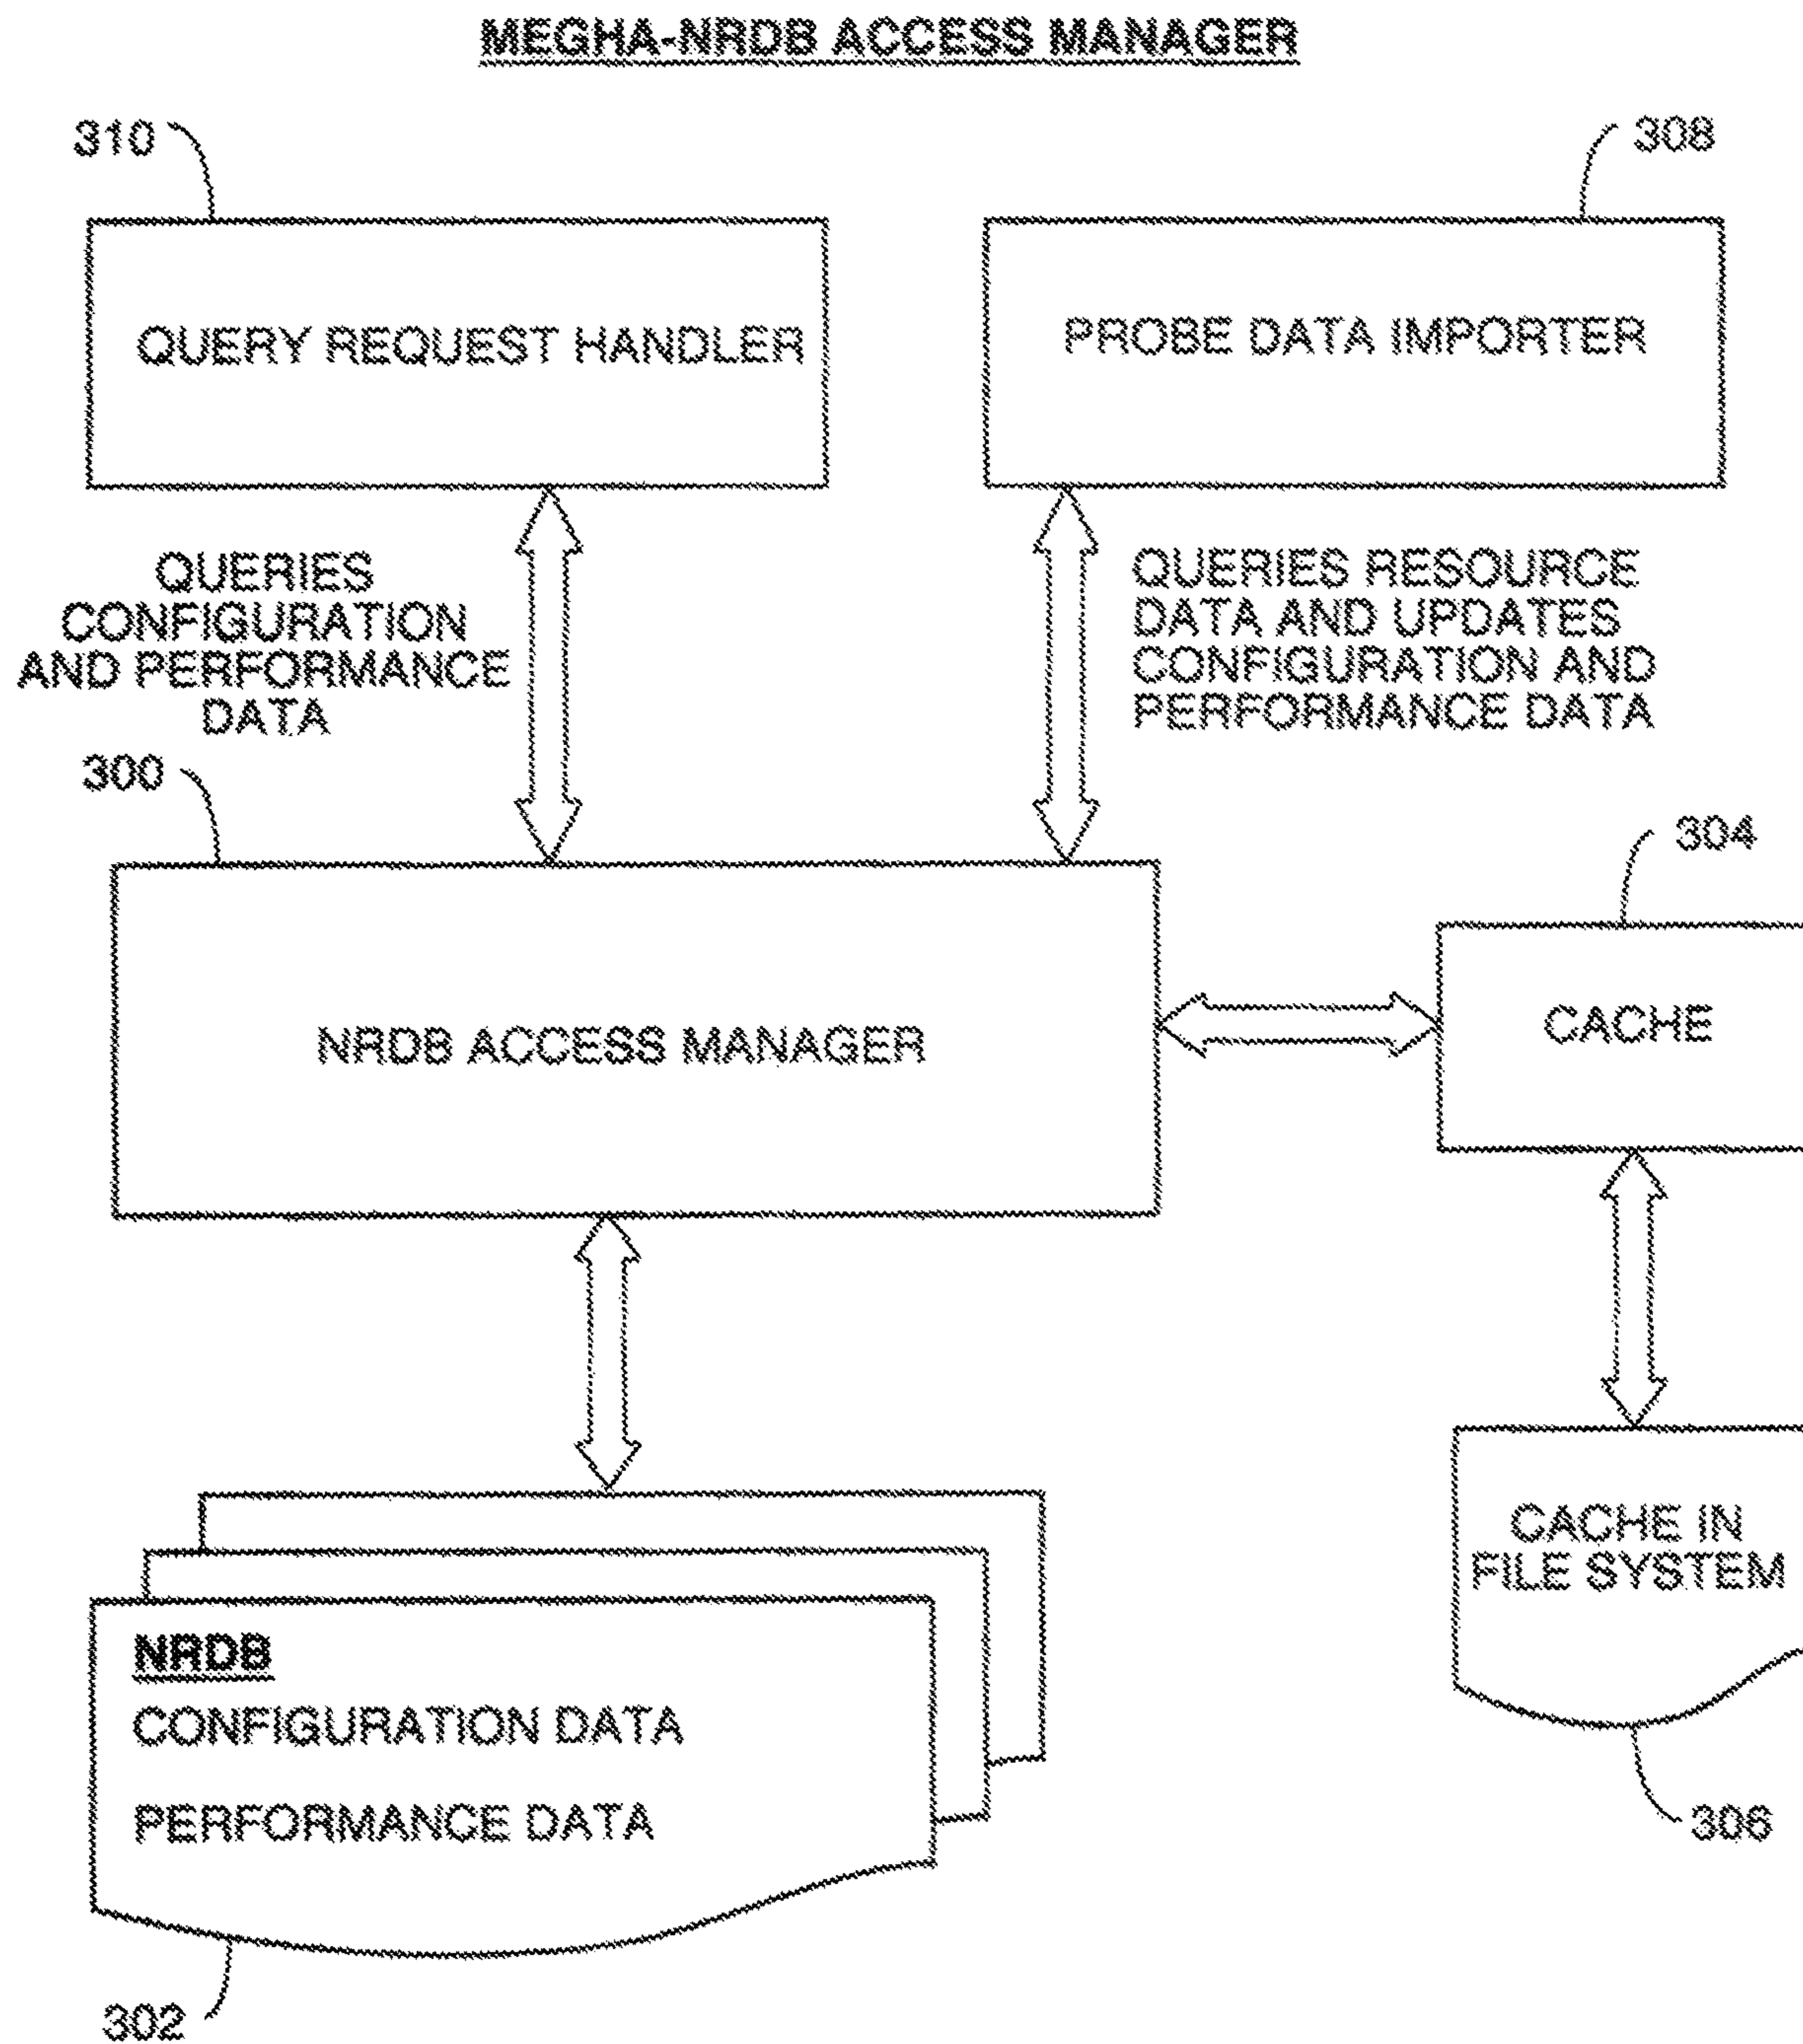 MEGHA-NRDB ACCESS MANAGER
310
308
QUERY REQUEST HANDLER
PROBE DATA IMPORTER
QUERIES
CONFIGURATION
AND PERFORMANCE
DATA
QUERIES RESOURCE
DATA AND UPDATES
CONFIGURATION AND
PERFORMANCE DATA
300
304
NRDB ACCESS MANAGER
CACHE
CACHE IN
FILE SYSTEM
NRDB
CONFIGURATION DATA
PERFORMANCE DATA
306
302